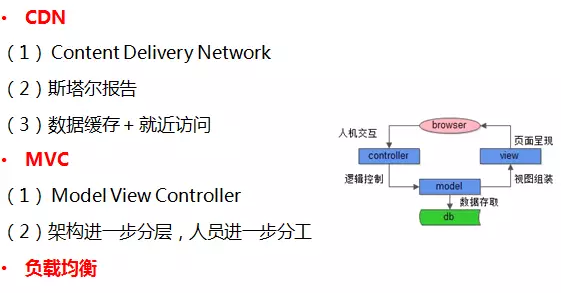 • CDN
（1）Content Delivery Network
（2）斯塔尔报告
（3）数据缓存 + 就近访问
• MVC
（1）Model View Controller
（2）架构进一步分层，人员进一步分工
• 负载均衡
browser
人机交互
页面呈现
controller
view
逻辑控制
model
视图组装
数据存取
db